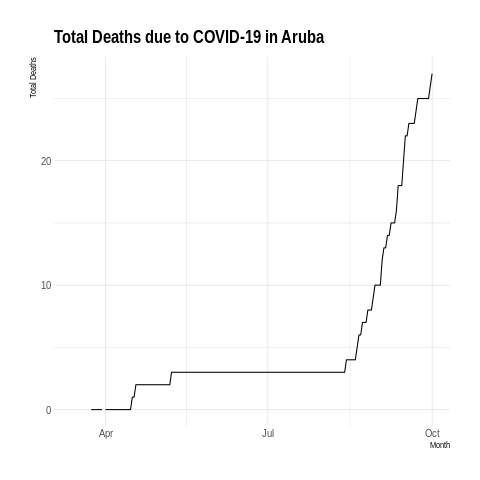 Total Deaths due to COVID-19 in Aruba
Total Deaths
20
10
0
Apr Jul Oct
Month